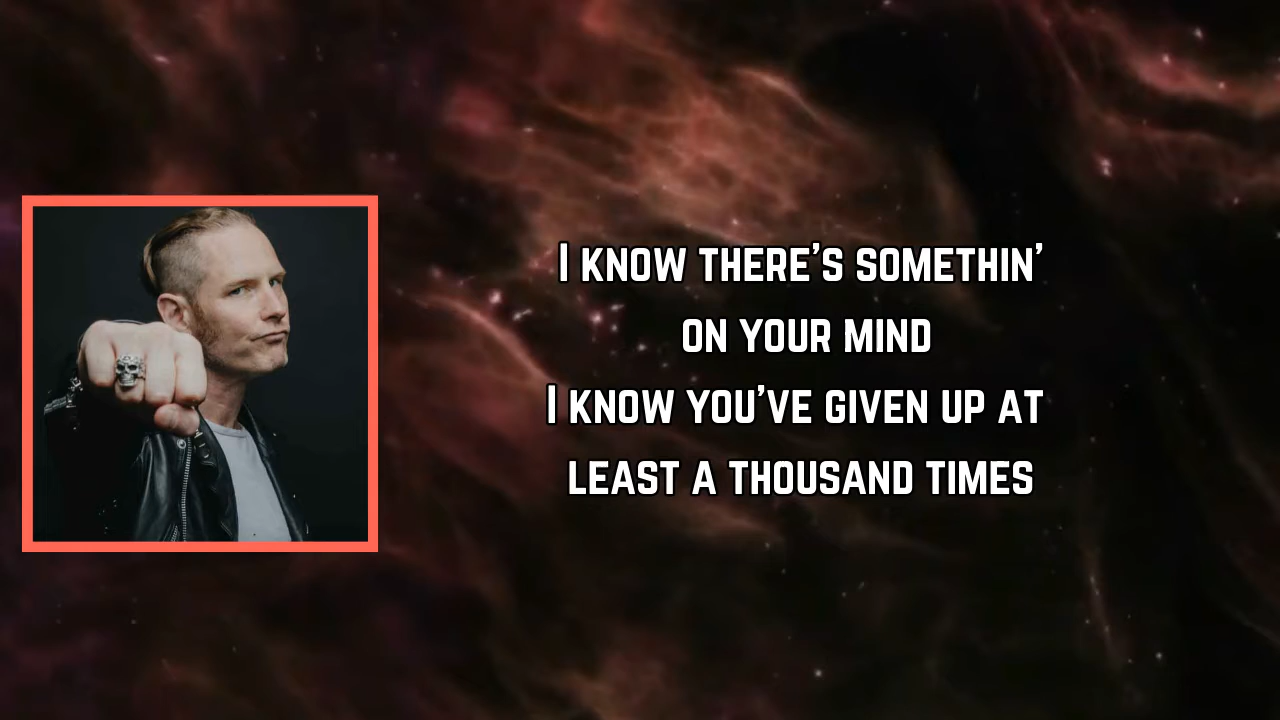 I KNOW THERE'S SOMETHIN'
ON YOUR MIND
I KNOW YOU'VE GIVEN UP AT
LEAST A THOUSAND TIMES